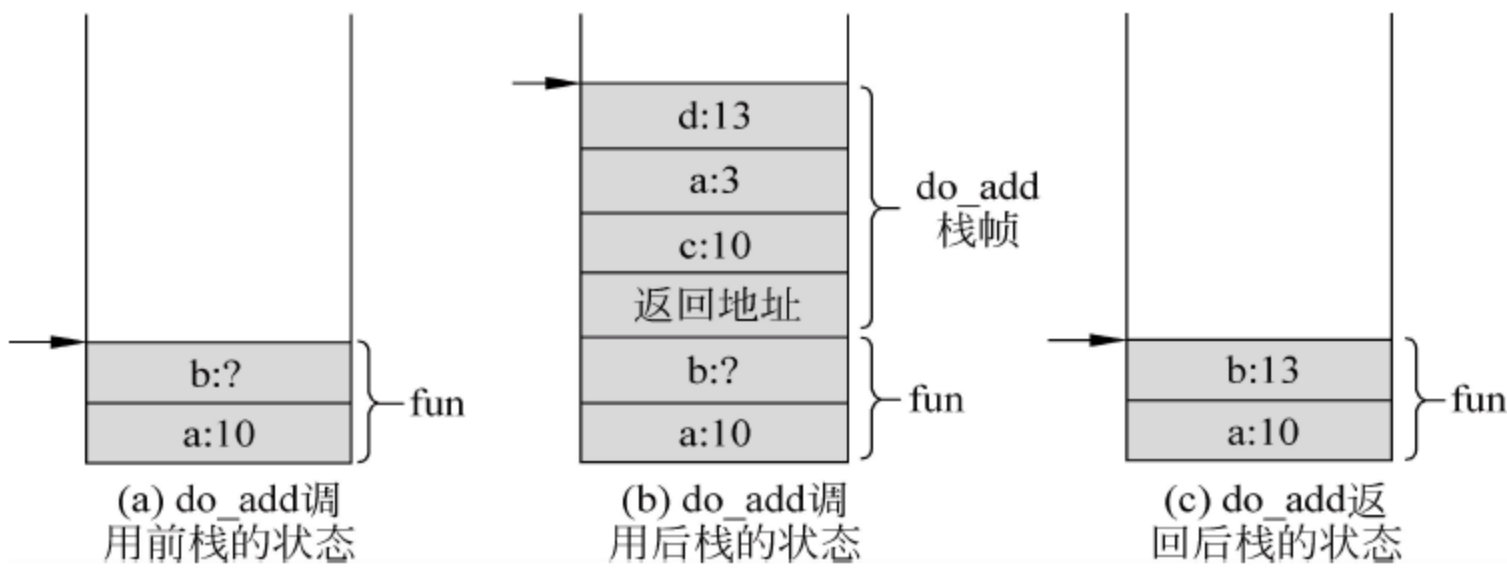 b:?
a:10
fun
(a) do_add调
用前栈的状态
d:13
a:3
c:10
返回地址
b:?
a:10
do_add
栈帧
fun
(b) do_add调
用后栈的状态
b:13
a:10
fun
(c) do_add返
回后栈的状态